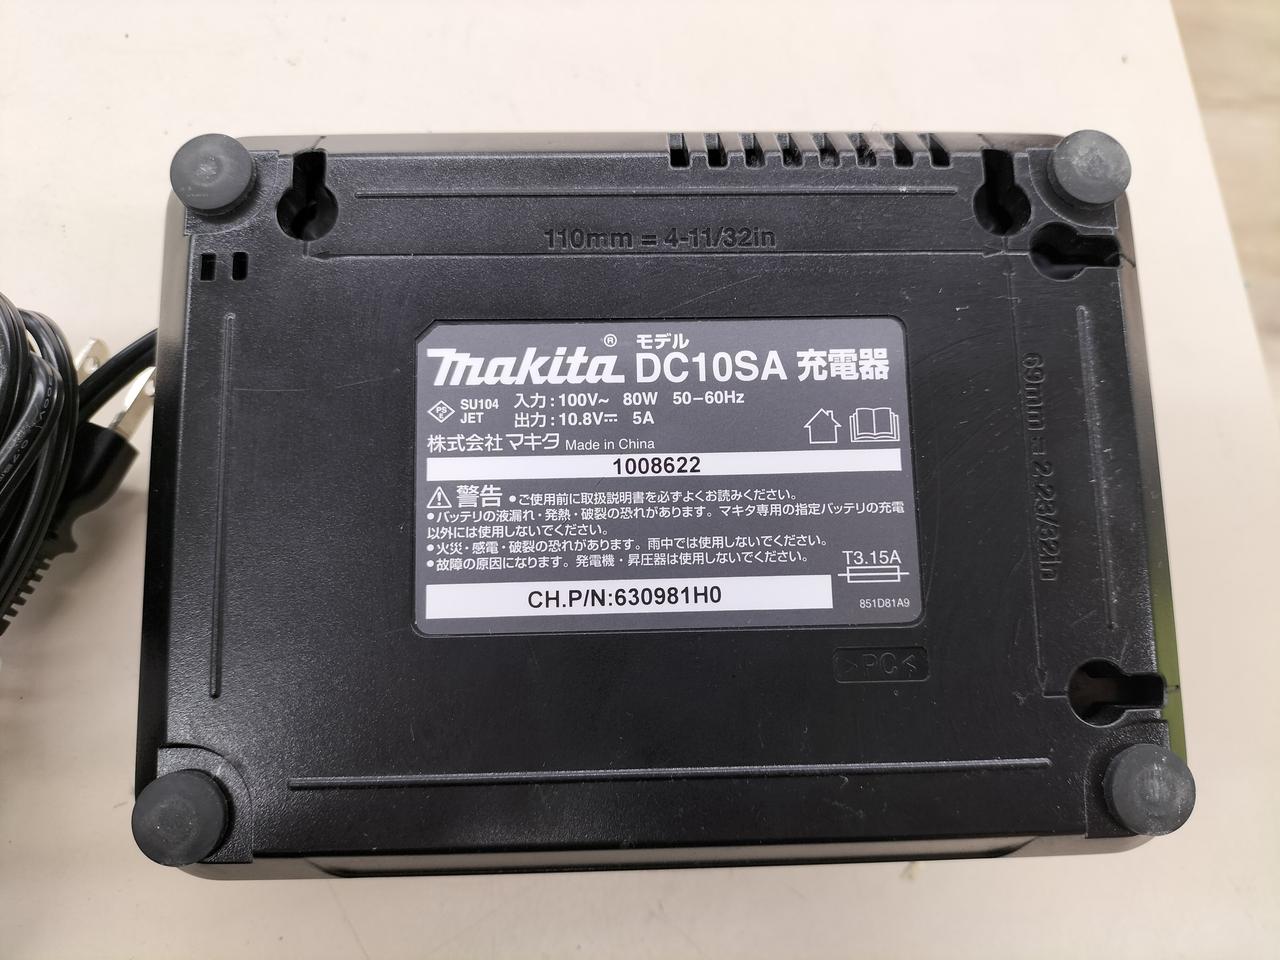 110mm = 4-11/32in
69mm = 2-23/32in
makita® モデル DC10SA 充電器
PSE SU104 JET
入力:100V~ 80W 50-60Hz
出力:10.8V⎓ 5A
株式会社マキタ Made in China
1008622
⚠警告 ●ご使用前に取扱説明書を必ずよくお読みください。
●バッテリの液漏れ・発熱・破裂の恐れがあります。マキタ専用の指定バッテリの充電
以外には使用しないでください。
●火災・感電・破裂の恐れがあります。雨中では使用しないでください。
●故障の原因になります。発電機・昇圧器は使用しないでください。
T3.15A
CH.P/N:630981H0
851D81A9
>PC<